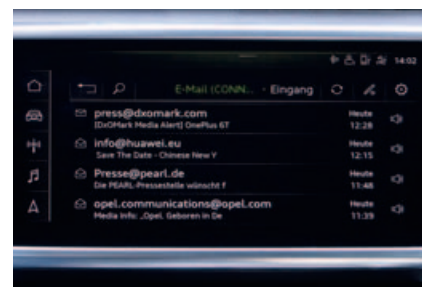 14:02
E-Mail (CONN... · Eingang
press@dxomark.com
Heute
[DxOMark Media Alert] OnePlus 6T
12:28
info@huawei.eu
Heute
Save The Date - Chinese New Y
12:15
Presse@pearl.de
Heute
Die PEARL-Pressestelle wünscht f
11:48
opel.communications@opel.com
Heute
Media Info: „Opel. Geboren in De
11:39